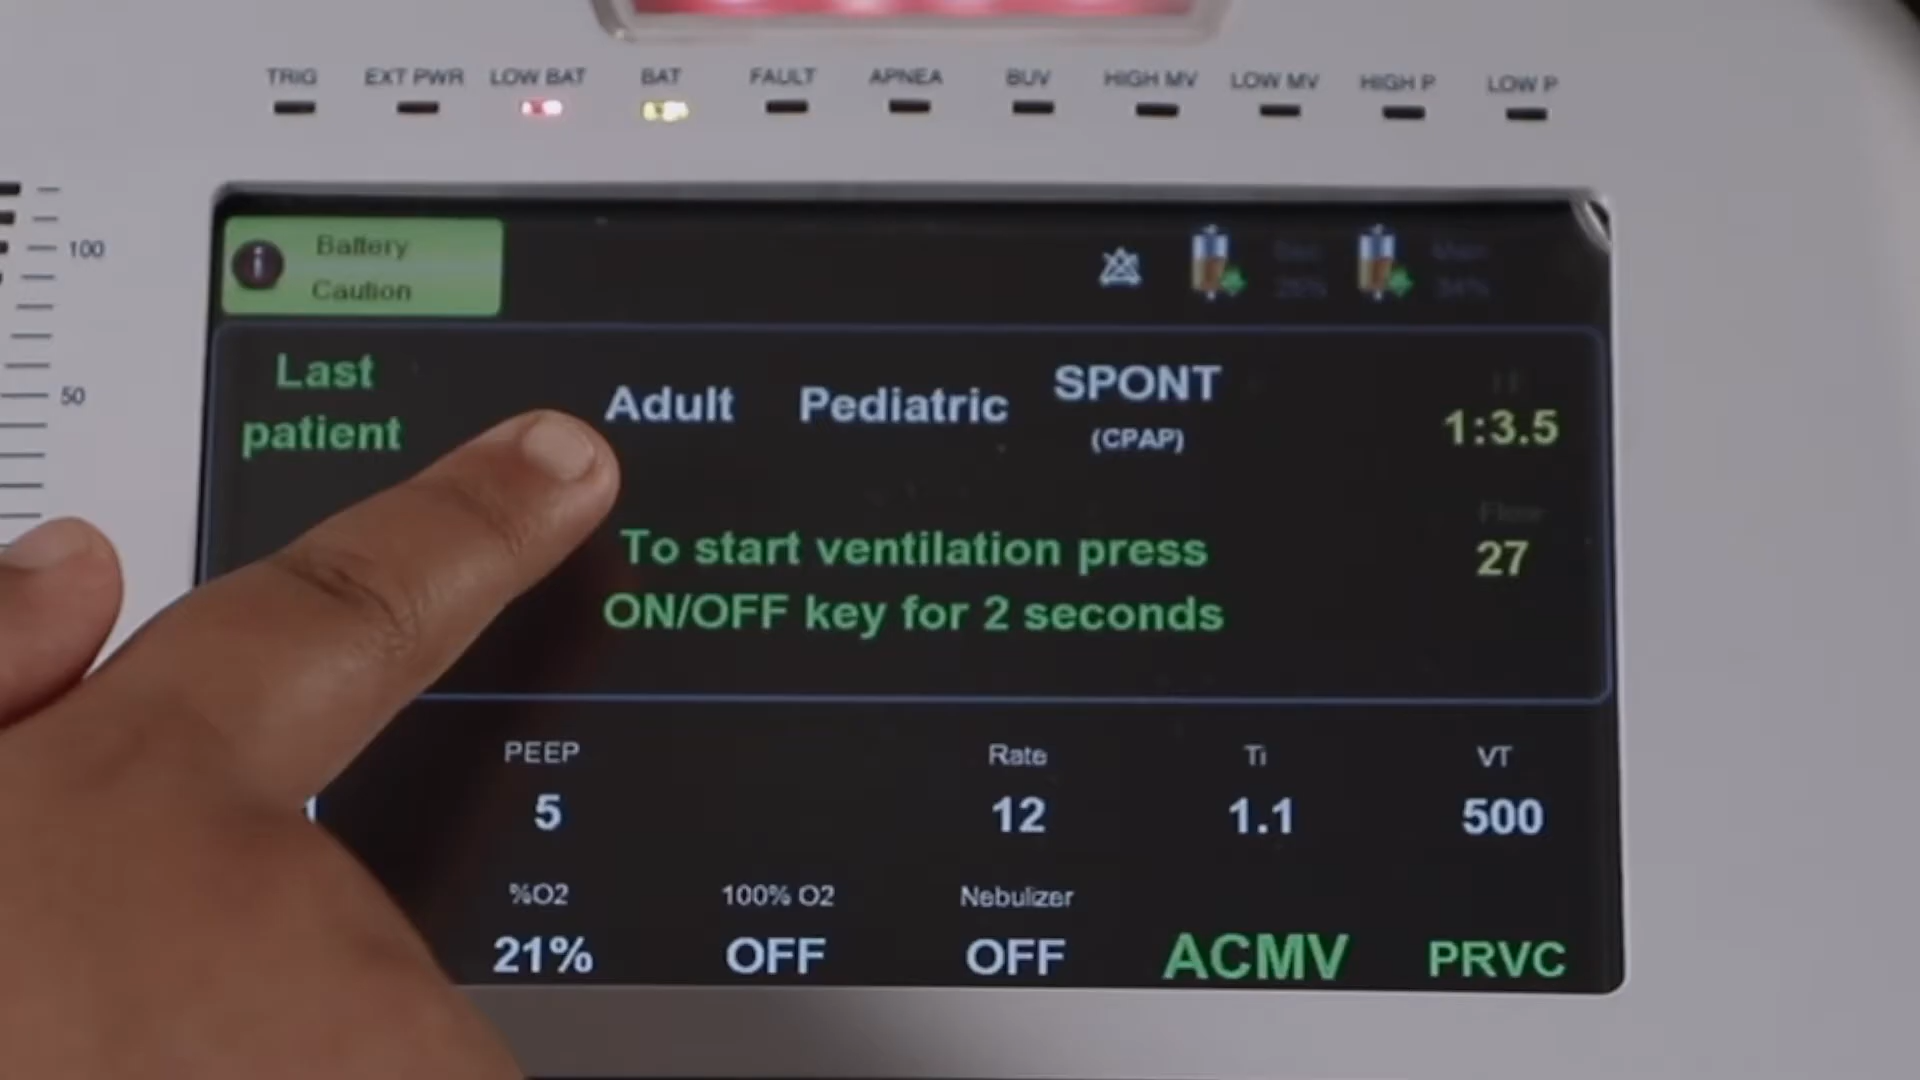 TRIG EXT PWR LOW BAT BAT FAULT APNEA BUV HIGH MV LOW MV HIGH P LOW P
100
50
Battery
Caution
Last
patient
Adult Pediatric SPONT
(CPAP)
1:3.5
To start ventilation press
ON/OFF key for 2 seconds
Flow
27
PEEP Rate Ti VT
5 12 1.1 500
%O2 100% O2 Nebulizer
21% OFF OFF ACMV PRVC